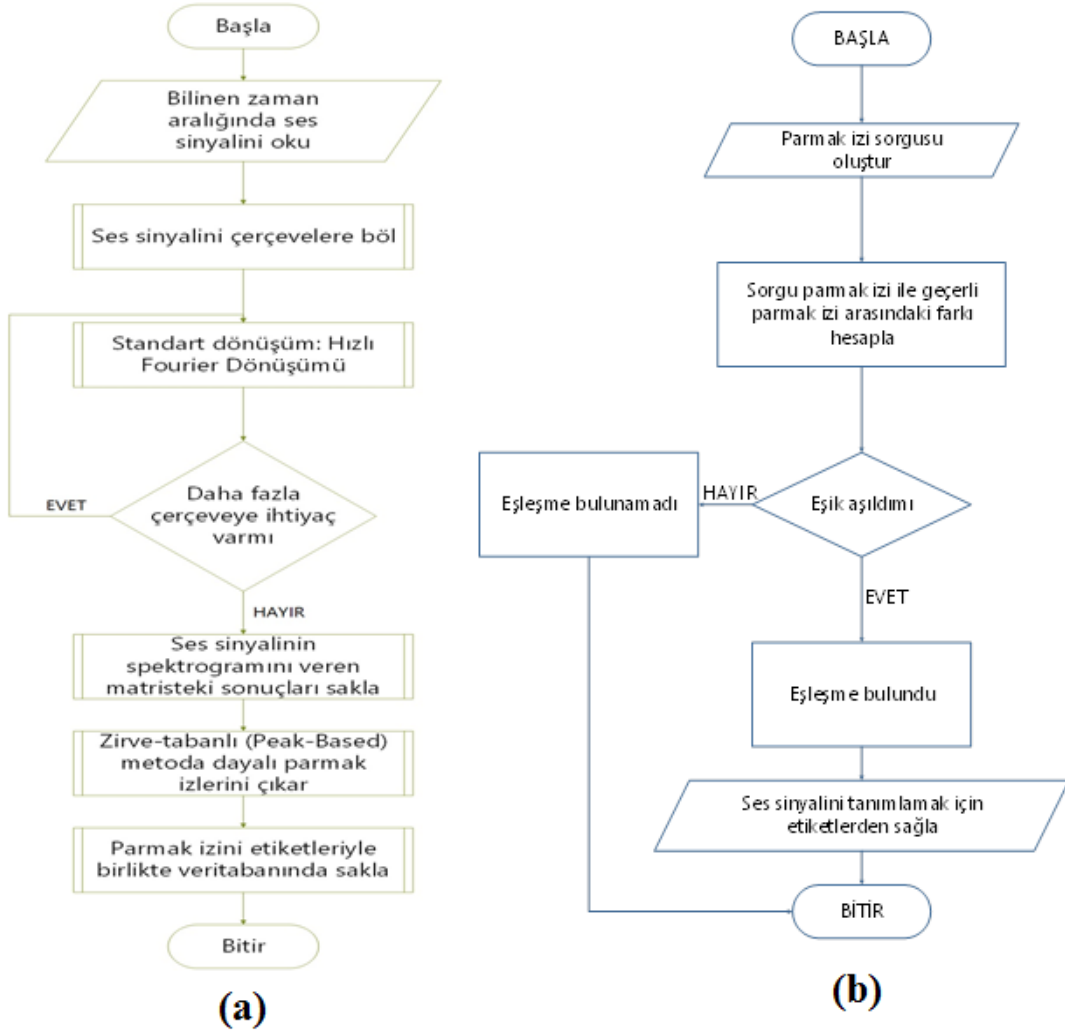 Başla
Bilinen zaman
aralığında ses
sinyalini oku
Ses sinyalini çerçevelere böl
Standart dönüşüm: Hızlı
Fourier Dönüşümü
Daha fazla
çerçeveye ihtiyaç
varmı
EVET
HAYIR
Ses sinyalinin
spektrogramını veren
matristeki sonuçları sakla
Zirve-tabanlı (Peak-Based)
metoda dayalı parmak
izlerini çıkar
Parmak izini etiketleriyle
birlikte veritabanında sakla
Bitir
(a)
BAŞLA
Parmak izi sorgusu
oluştur
Sorgu parmak izi ile geçerli
parmak izi arasındaki farkı
hesapla
Eşik aşıldımı
HAYIR
Eşleşme bulunamadı
EVET
Eşleşme bulundu
Ses sinyalini tanımlamak için
etiketlerden sağla
BİTİR
(b)